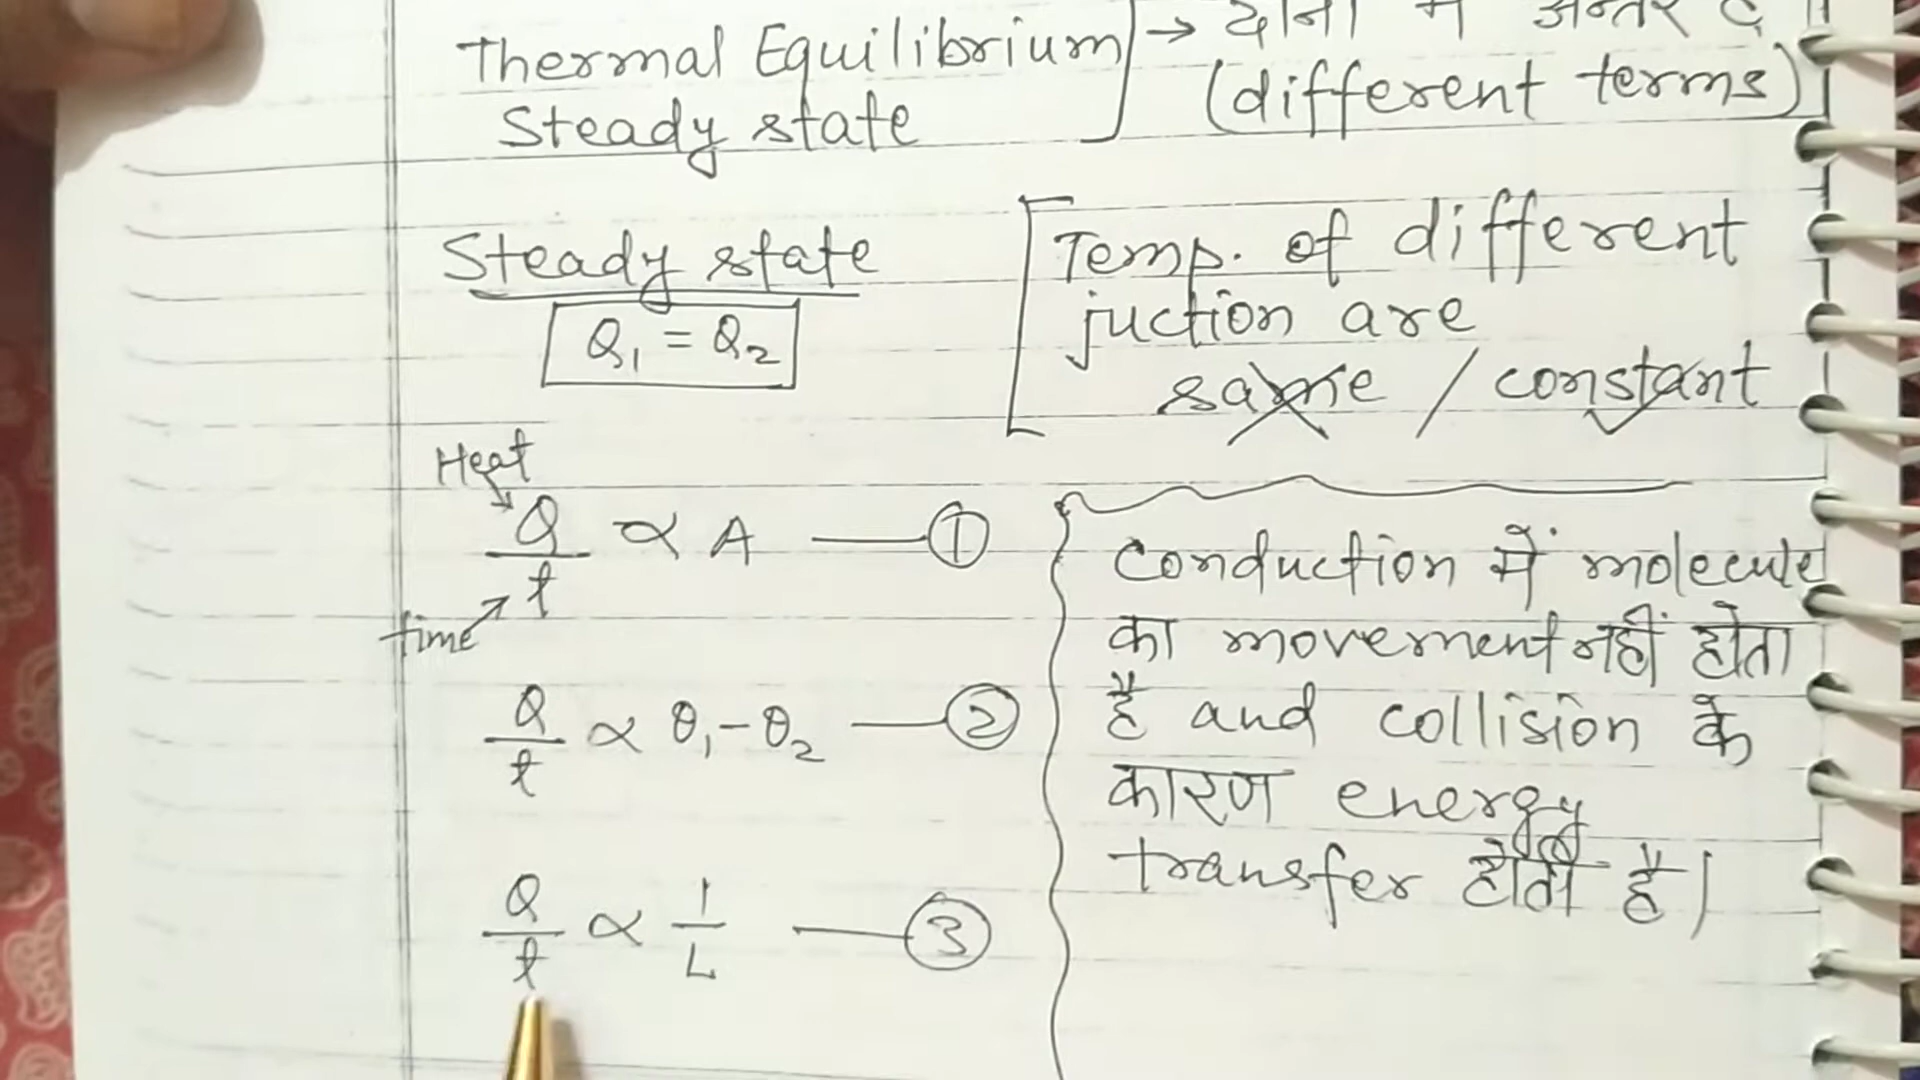 Thermal Equilibrium → दोनों में अन्तर है
Steady state (different terms)
Steady state
Q₁ = Q₂
Temp. of different
juction are
same / constant
Heat
Q/t ∝ A — ①
time
Q/t ∝ θ₁-θ₂ — ②
Q/t ∝ 1/L — ③
Conduction में molecule
का movement नहीं होता
है and collision के
कारण energy
transfer होती है।